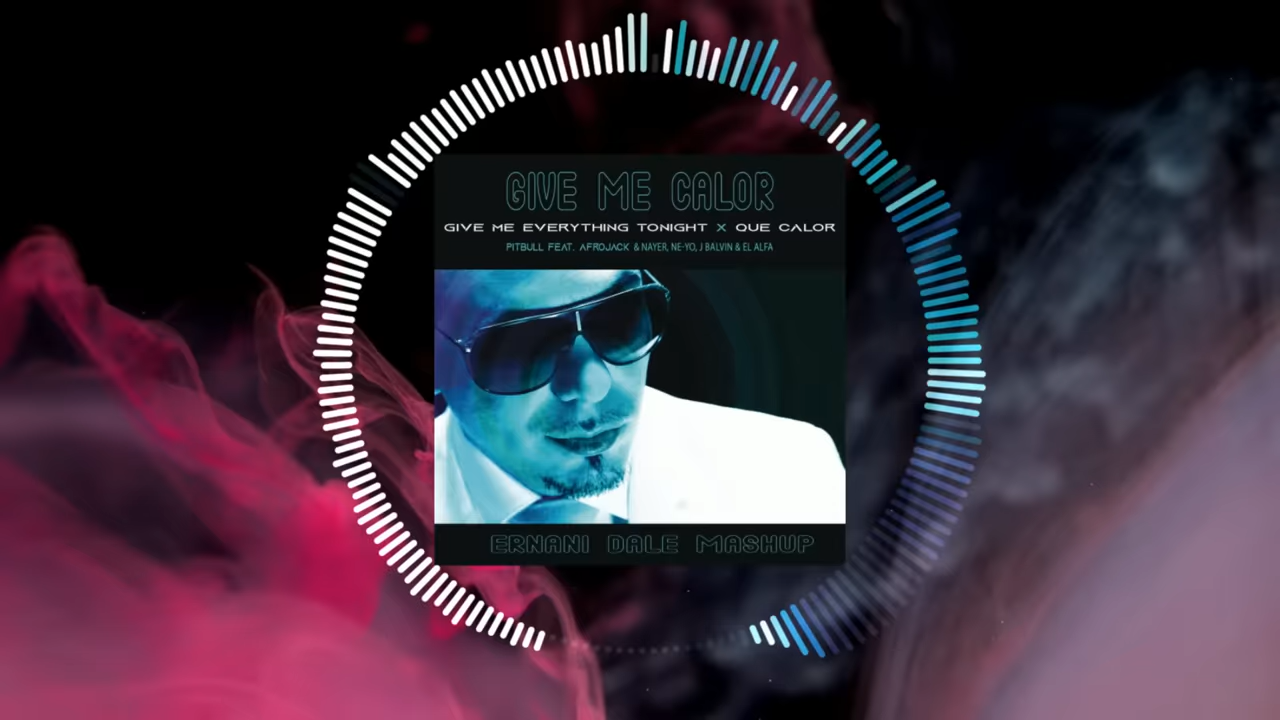 GIVE ME CALOR
GIVE ME EVERYTHING TONIGHT X QUE CALOR
PITBULL FEAT. AFROJACK & NAYER, NE-YO, J BALVIN & EL ALFA
ERNANI DALE MASHUP